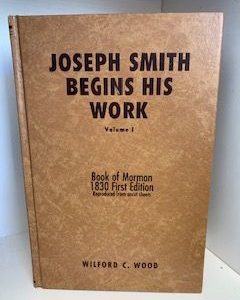 JOSEPH SMITH
BEGINS HIS
WORK
Volume I
Book of Mormon
1830 First Edition
Reproduced from uncut sheets
WILFORD C. WOOD